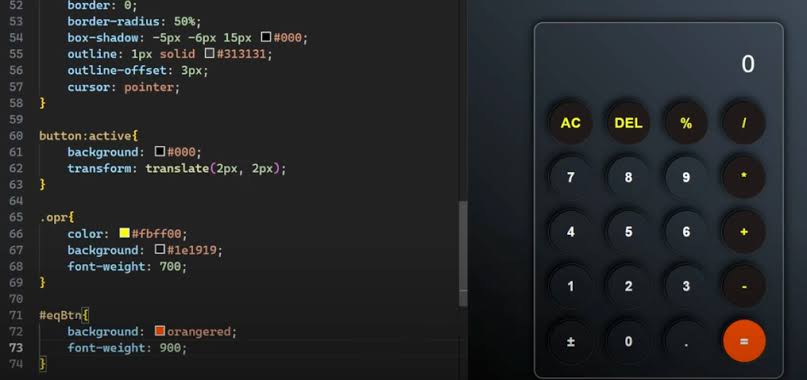 52 border: 0;
53 border-radius: 50%;
54 box-shadow: -5px -6px 15px #000;
55 outline: 1px solid #313131;
56 outline-offset: 3px;
57 cursor: pointer;
58 }
59
60 button:active{
61 background: #000;
62 transform: translate(2px, 2px);
63 }
64
65 .opr{
66 color: #fbff00;
67 background: #1e1919;
68 font-weight: 700;
69 }
70
71 #eqBtn{
72 background: orangered;
73 font-weight: 900;
74 }
0
AC DEL % /
7 8 9 *
4 5 6 +
1 2 3 -
± 0 . =